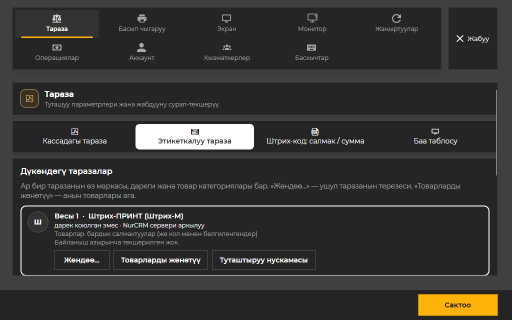 Тараза
Басып чыгаруу
Экран
Монитор
Жаңыртуулар
Жабуу
Операциялар
Аккаунт
Кызматкерлер
Баскычтар
Тараза
Туташуу параметрлери жана жабдууну сурап-текшерүү
Кассадагы тараза
Этикеткалуу тараза
Штрих-код: салмак / сумма
Баа таблосу
Дүкөндөгү таразалар
Ар бир таразанын өз маркасы, дареги жана товар категориялары бар. «Жөндөө...» — ушул таразанын терезеси, «Товарларды
жөнөтүү» — анын товарлары ага.
Ш
Весы 1 · Штрих-ПРИНТ (Штрих-М)
дарек коюлган эмес · NurCRM сервери аркылуу
Товарлар: бардык салмактуулар (же кол менен белгиленгендер)
Байланыш азырынча текшерилген жок.
Жөндөө...
Товарларды жөнөтүү
Туташтыруу нускамасы
Сактоо